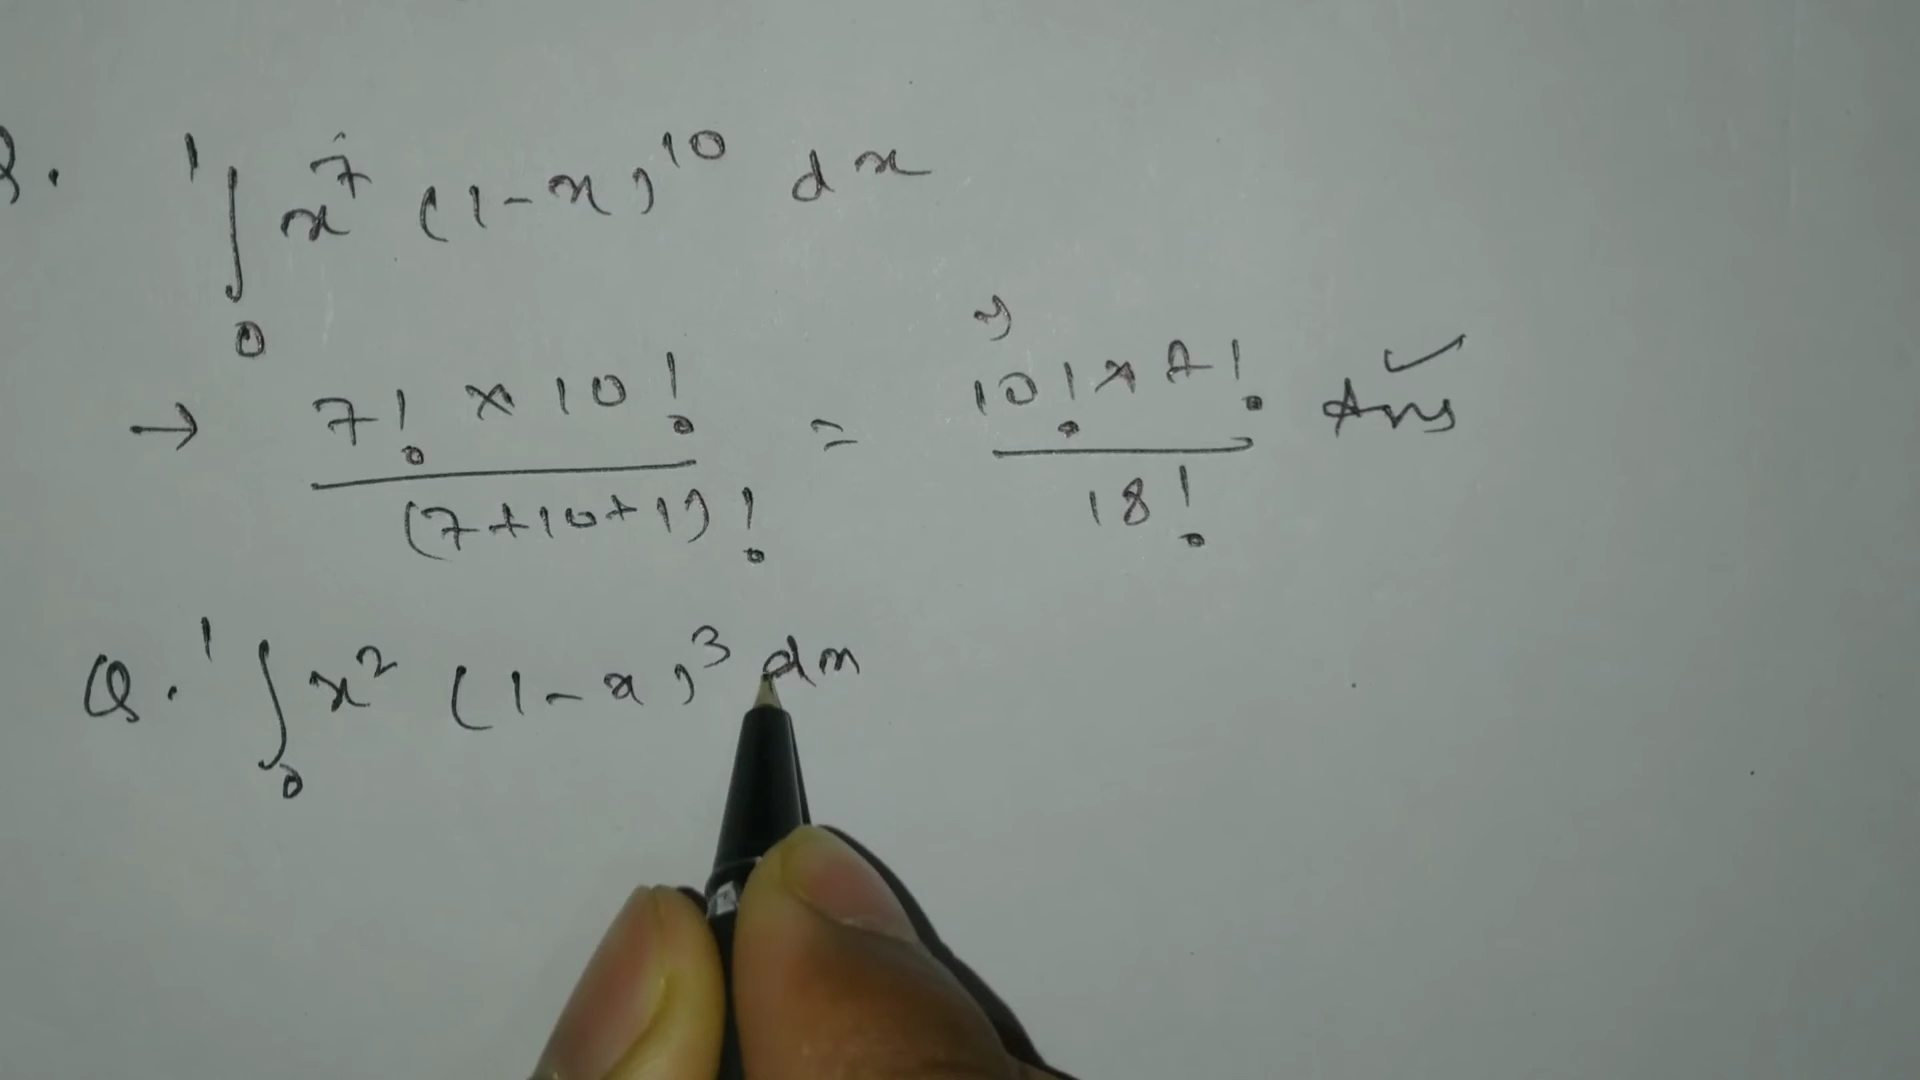 Q. ∫₀¹ x⁷ (1-x)¹⁰ dx
→ 7! × 10! / (7+10+1)! = 10! × 7! / 18! Ans ✓
Q. ∫₀¹ x² (1-x)³ dx